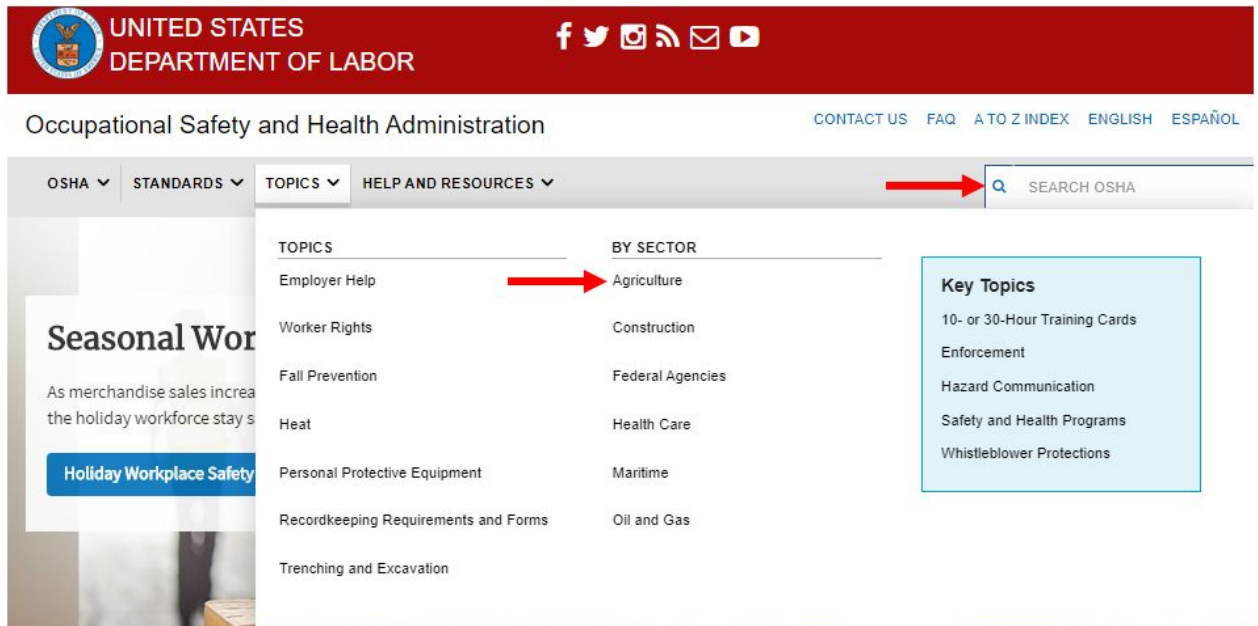 UNITED STATES
DEPARTMENT OF LABOR
Occupational Safety and Health Administration
CONTACT US FAQ A TO Z INDEX ENGLISH ESPAÑOL
OSHA STANDARDS TOPICS HELP AND RESOURCES
SEARCH OSHA
TOPICS
Employer Help
Worker Rights
Fall Prevention
Heat
Personal Protective Equipment
Recordkeeping Requirements and Forms
Trenching and Excavation
BY SECTOR
Agriculture
Construction
Federal Agencies
Health Care
Maritime
Oil and Gas
Key Topics
10- or 30-Hour Training Cards
Enforcement
Hazard Communication
Safety and Health Programs
Whistleblower Protections
Seasonal Wor
As merchandise sales increa
the holiday workforce stay s
Holiday Workplace Safety